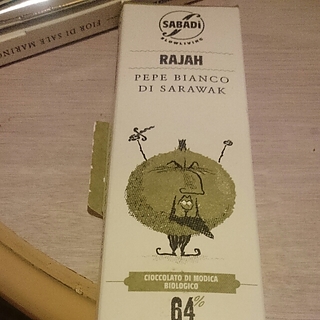 SABADÌ
SLOWLIVING
RAJAH
PEPE BIANCO
DI SARAWAK
CIOCCOLATO DI MODICA
BIOLOGICO
64%
FIOR DI SALE MARINO